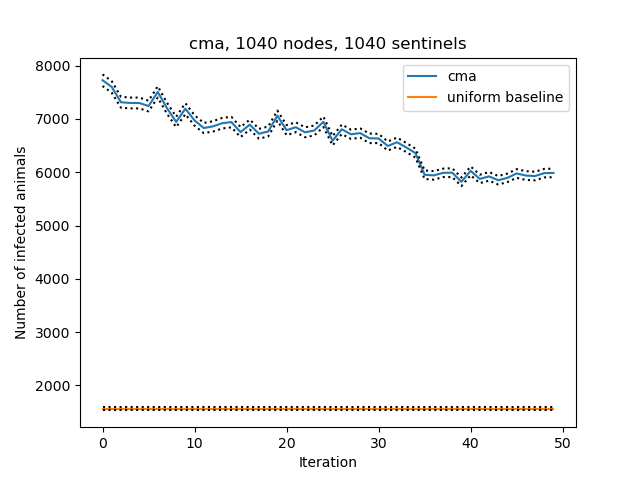 cma, 1040 nodes, 1040 sentinels
cma
uniform baseline
Number of infected animals
8000
7000
6000
5000
4000
3000
2000
0 10 20 30 40 50
Iteration